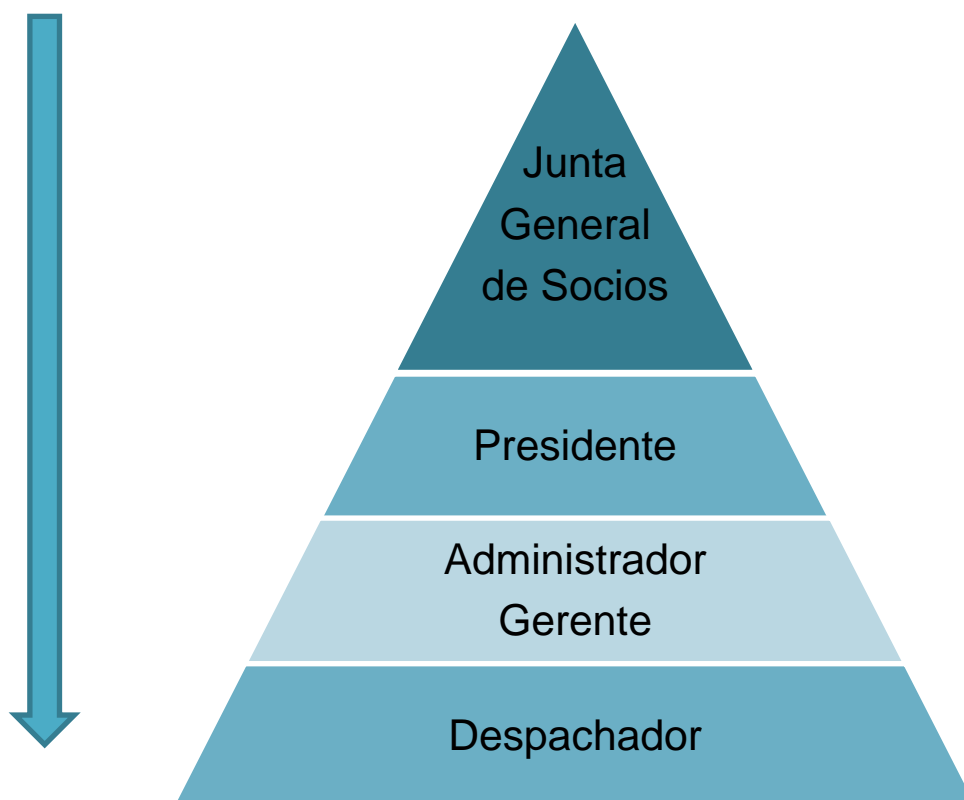 Junta
General
de Socios
Presidente
Administrador
Gerente
Despachador